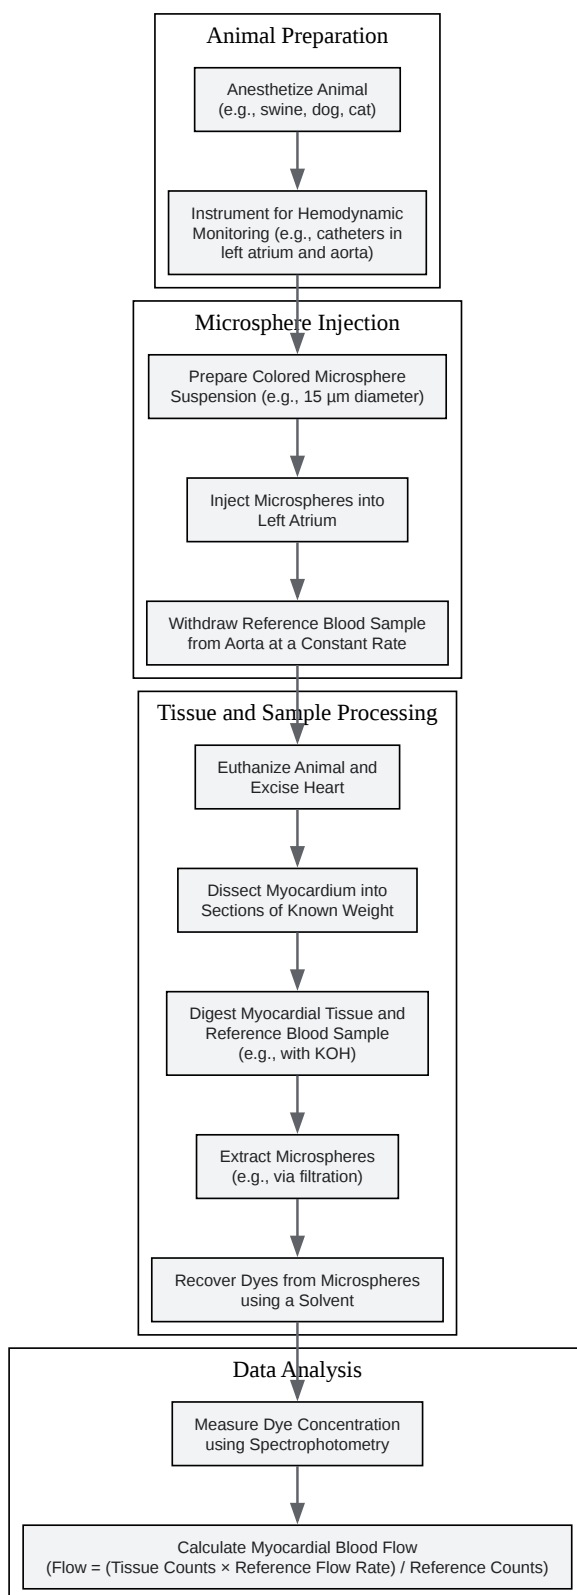 Animal Preparation
Anesthetize Animal
(e.g., swine, dog, cat)
Instrument for Hemodynamic
Monitoring (e.g., catheters in
left atrium and aorta)
Microsphere Injection
Prepare Colored Microsphere
Suspension (e.g., 15 µm diameter)
Inject Microspheres into
Left Atrium
Withdraw Reference Blood Sample
from Aorta at a Constant Rate
Tissue and Sample Processing
Euthanize Animal and
Excise Heart
Dissect Myocardium into
Sections of Known Weight
Digest Myocardial Tissue and
Reference Blood Sample
(e.g., with KOH)
Extract Microspheres
(e.g., via filtration)
Recover Dyes from Microspheres
using a Solvent
Data Analysis
Measure Dye Concentration
using Spectrophotometry
Calculate Myocardial Blood Flow
(Flow = (Tissue Counts × Reference Flow Rate) / Reference Counts)